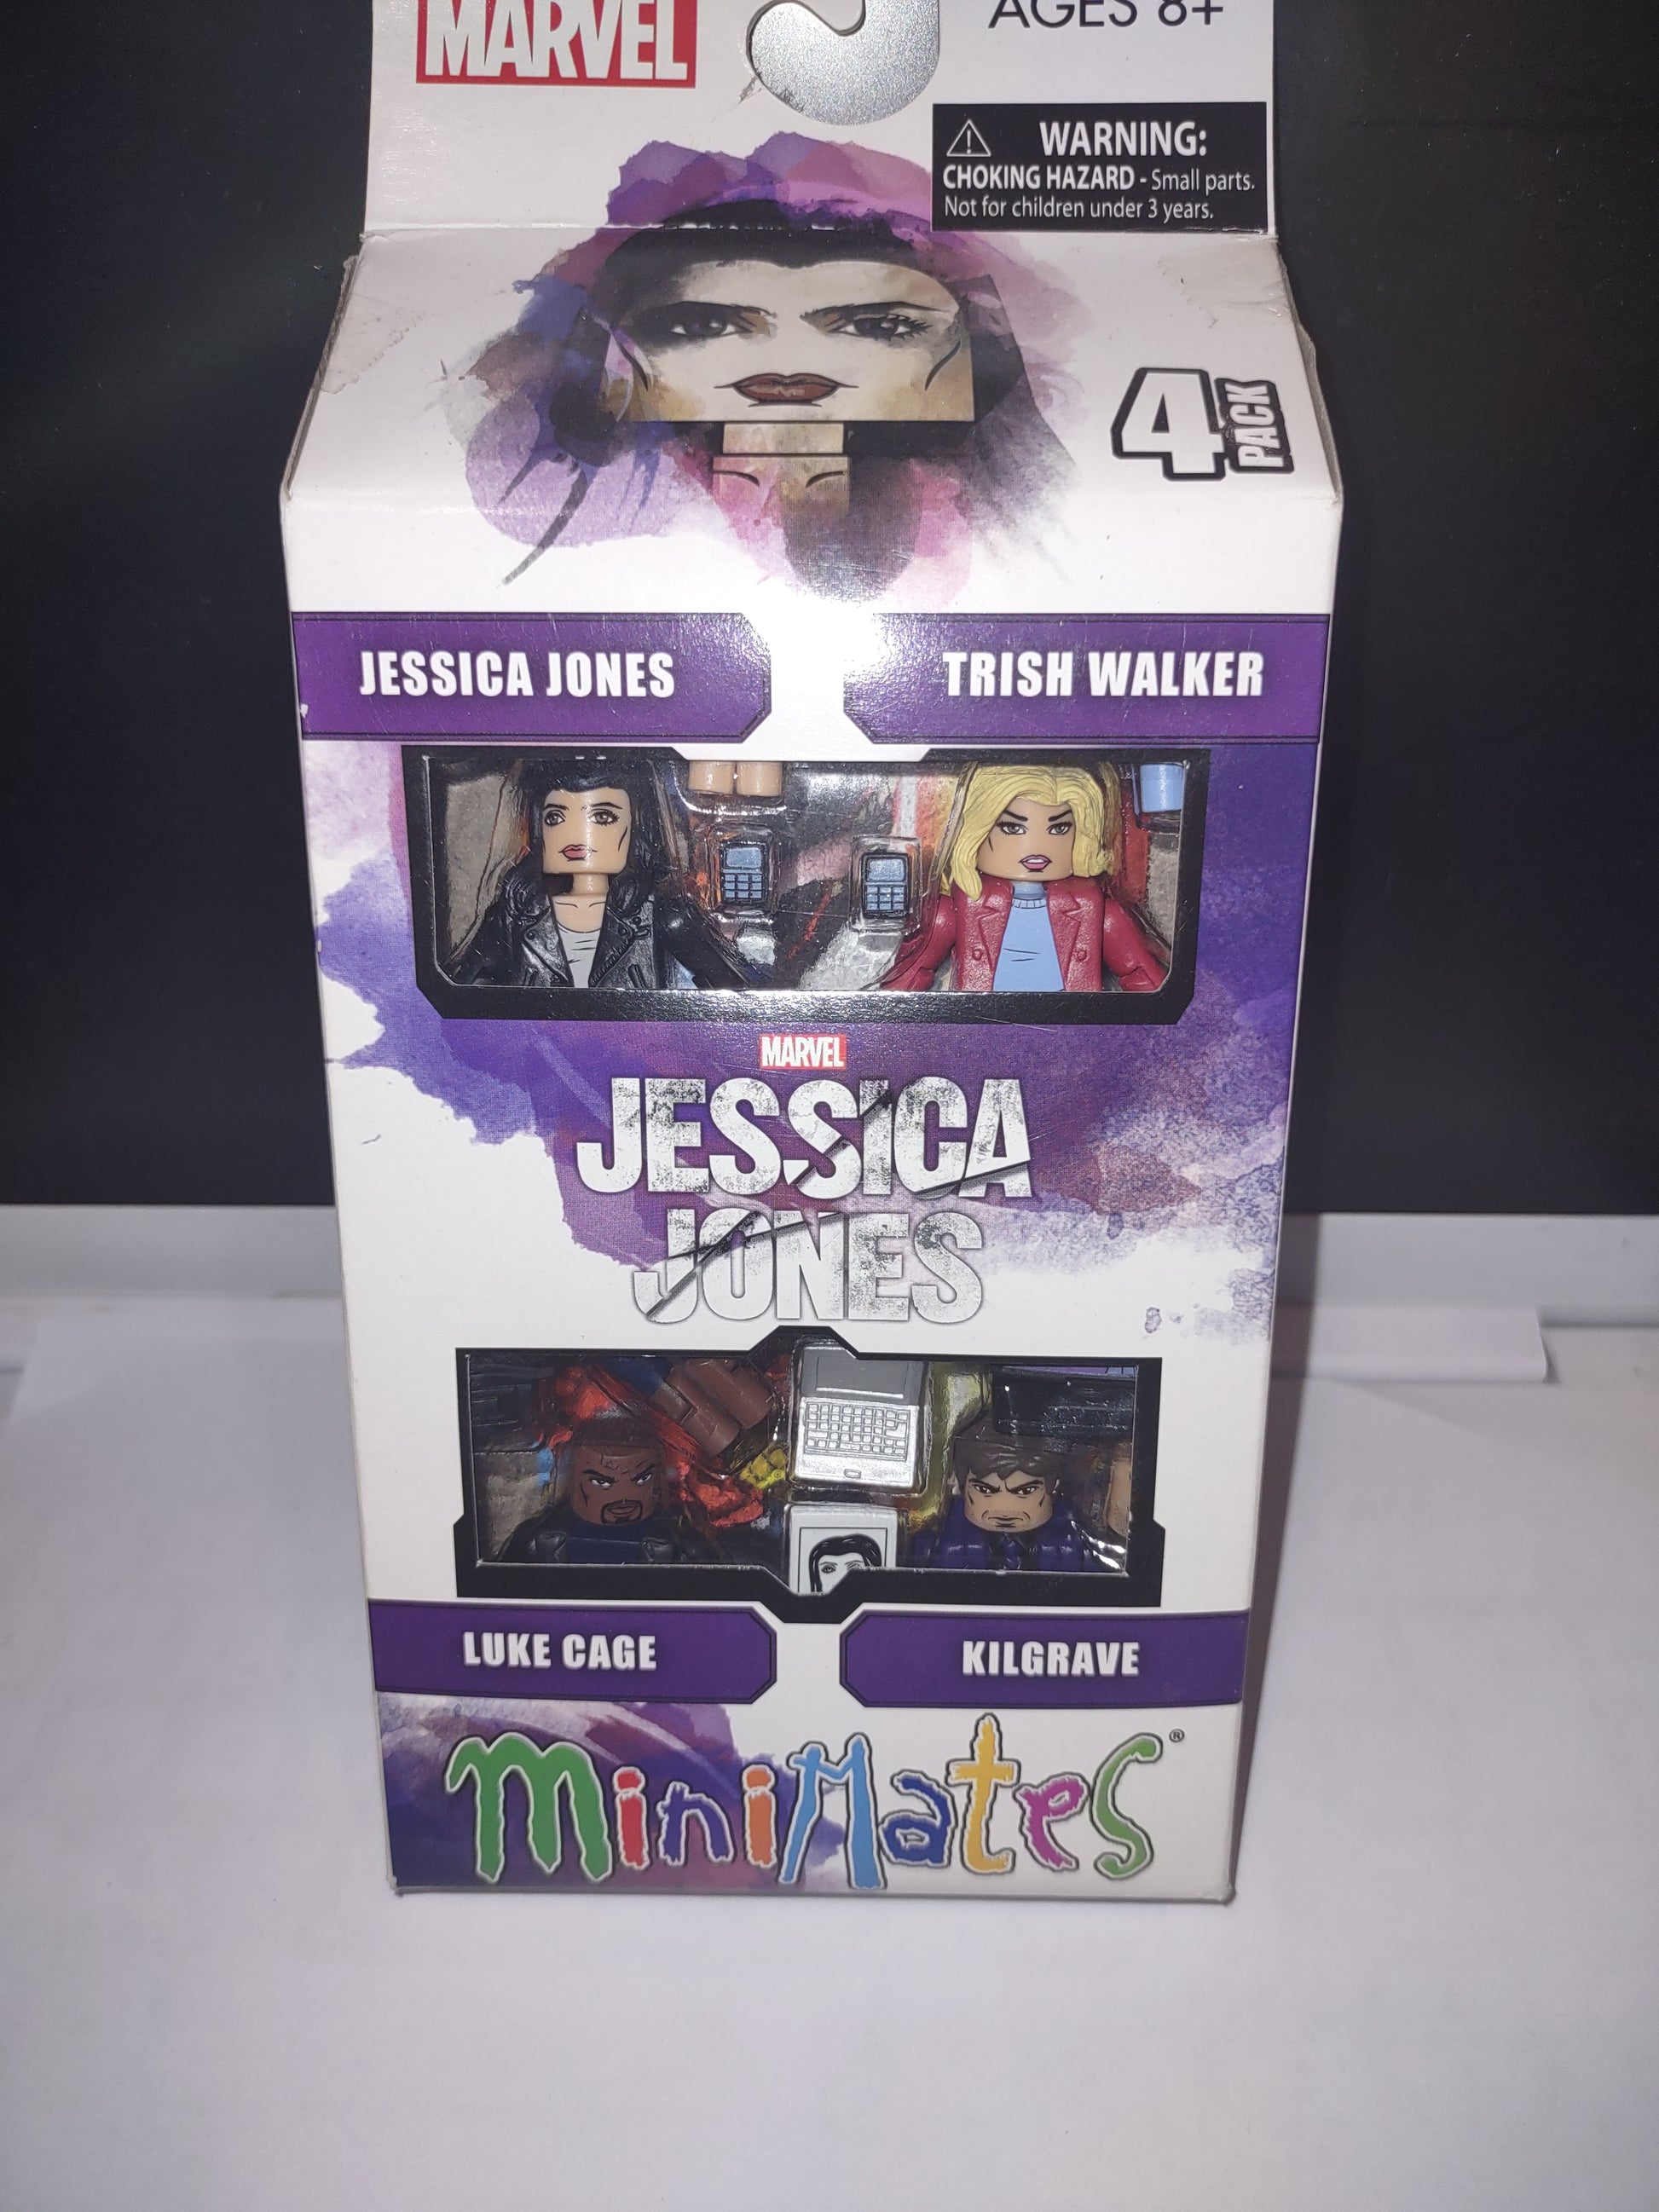 MARVEL
AGES 8+
WARNING:
CHOKING HAZARD - Small parts.
Not for children under 3 years.
4 PACK
JESSICA JONES
TRISH WALKER
MARVEL
JESSICA
JONES
LUKE CAGE
KILGRAVE
MiniMates®